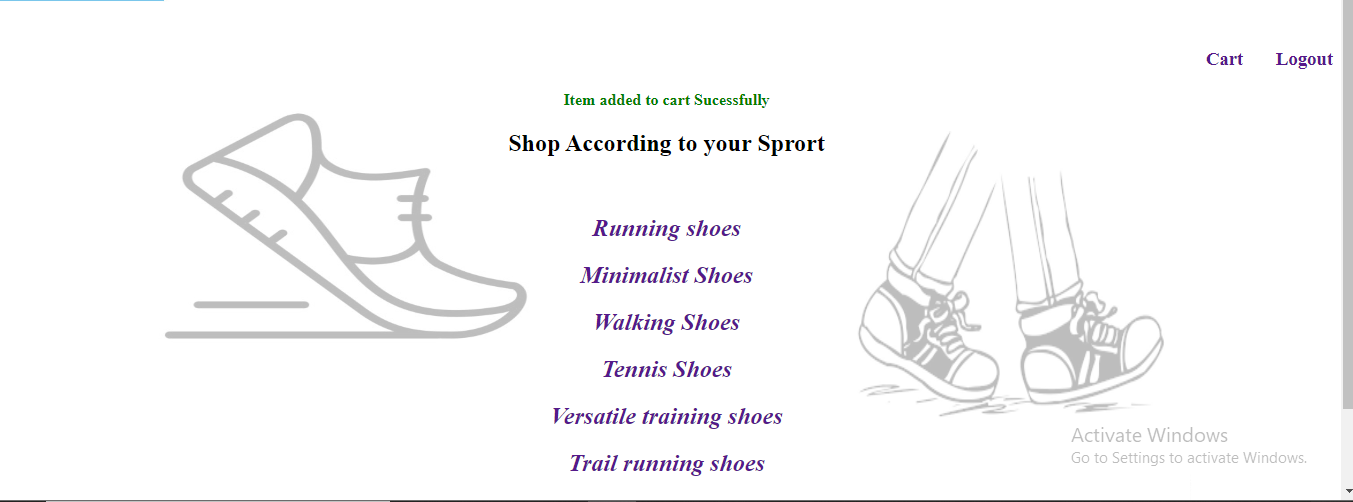 Cart Logout
Item added to cart Sucessfully
Shop According to your Sprort
Running shoes
Minimalist Shoes
Walking Shoes
Tennis Shoes
Versatile training shoes
Trail running shoes
Activate Windows
Go to Settings to activate Windows.